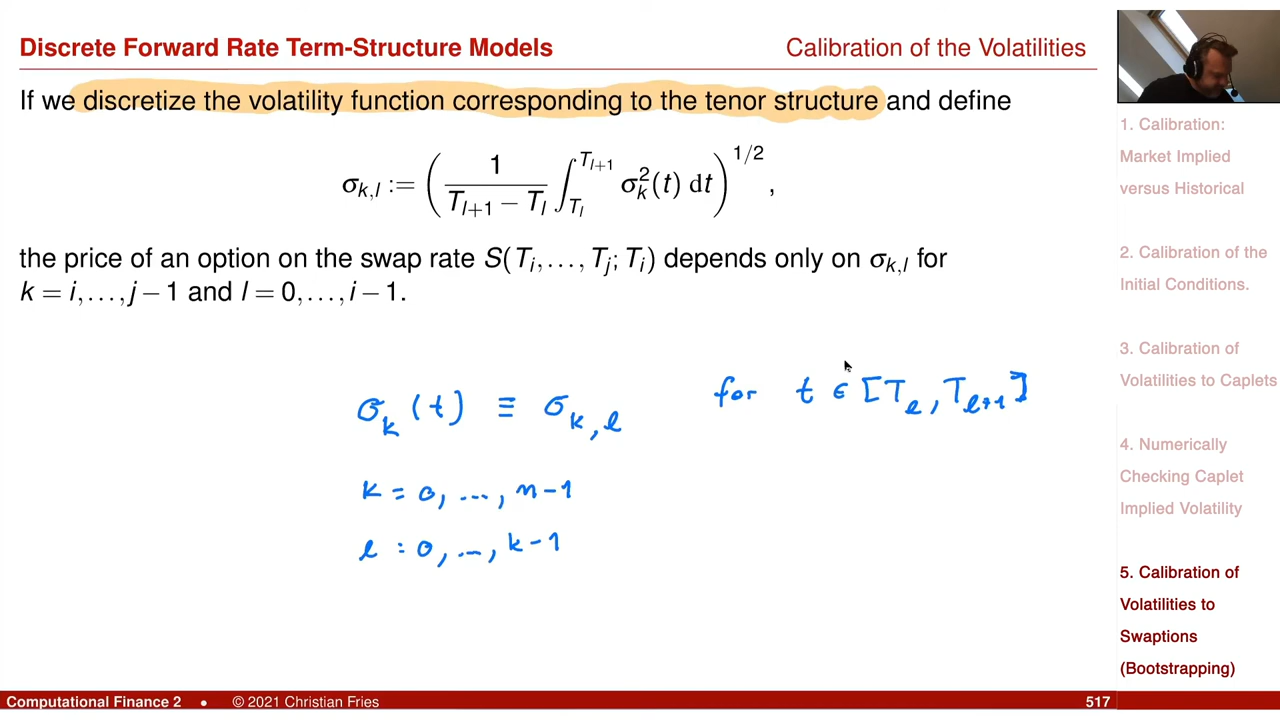 Discrete Forward Rate Term-Structure Models
Calibration of the Volatilities
If we discretize the volatility function corresponding to the tenor structure and define
σ_{k,l} := ( 1/(T_{l+1} − T_l) ∫_{T_l}^{T_{l+1}} σ_k^2(t) dt )^{1/2},
the price of an option on the swap rate S(T_i,…,T_j; T_i) depends only on σ_{k,l} for
k = i,…,j − 1 and l = 0,…,i − 1.
σ_k(t) ≡ σ_{k,l} for t ∈ [T_l, T_{l+1}]
k = 0, …, n-1
l : 0, …, k-1
1. Calibration:
Market Implied
versus Historical
2. Calibration of the
Initial Conditions.
3. Calibration of
Volatilities to Caplets
4. Numerically
Checking Caplet
Implied Volatility
5. Calibration of
Volatilities to
Swaptions
(Bootstrapping)
Computational Finance 2 • © 2021 Christian Fries 517